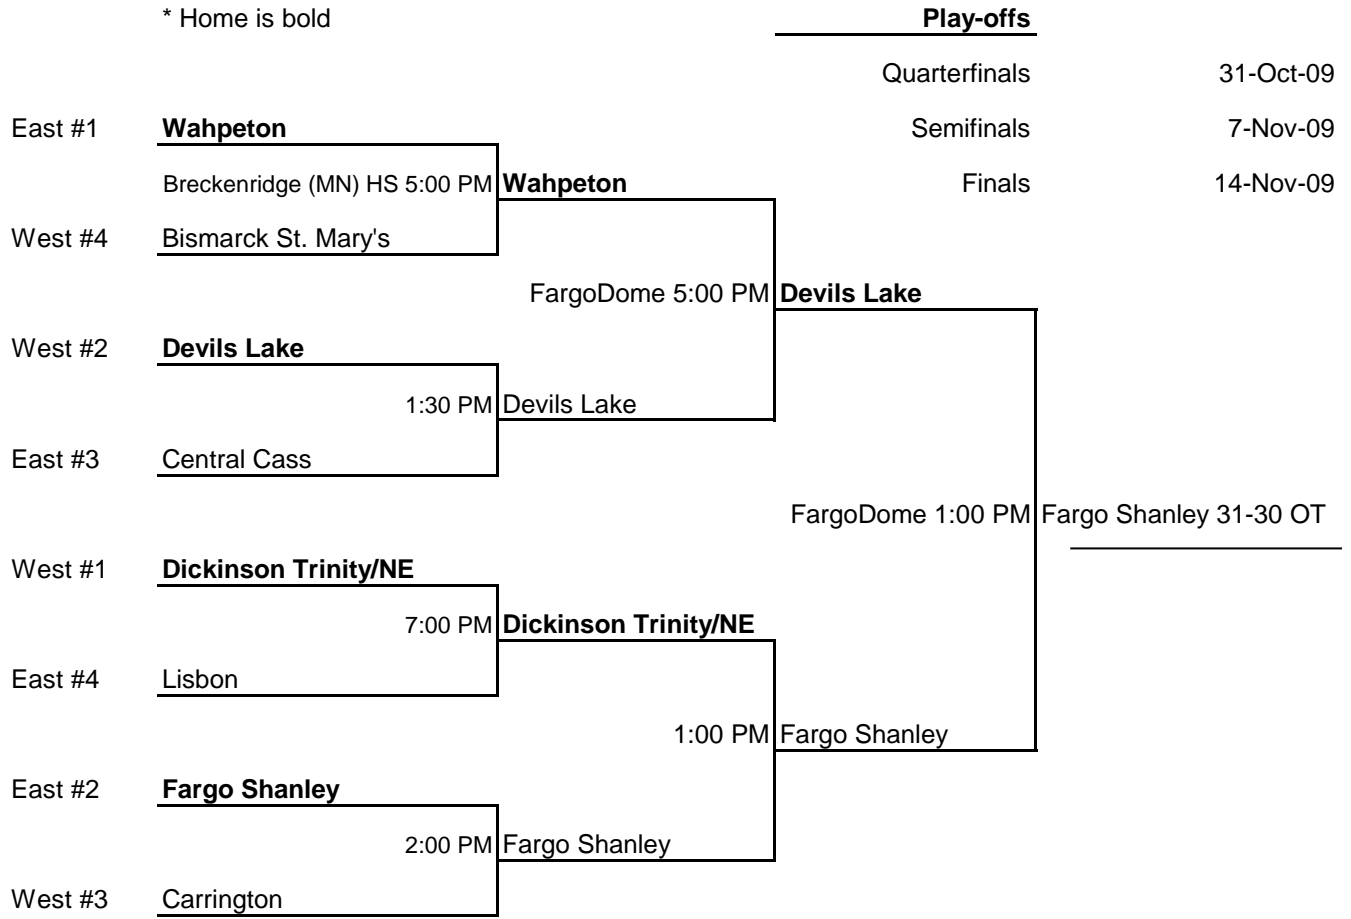 * Home is bold Play-offs
Quarterfinals 31-Oct-09
East #1 Wahpeton Semifinals 7-Nov-09
Breckenridge (MN) HS 5:00 PM Wahpeton Finals 14-Nov-09
West #4 Bismarck St. Mary's
FargoDome 5:00 PM Devils Lake
West #2 Devils Lake
1:30 PM Devils Lake
East #3 Central Cass
FargoDome 1:00 PM Fargo Shanley 31-30 OT
West #1 Dickinson Trinity/NE
7:00 PM Dickinson Trinity/NE
East #4 Lisbon
1:00 PM Fargo Shanley
East #2 Fargo Shanley
2:00 PM Fargo Shanley
West #3 Carrington